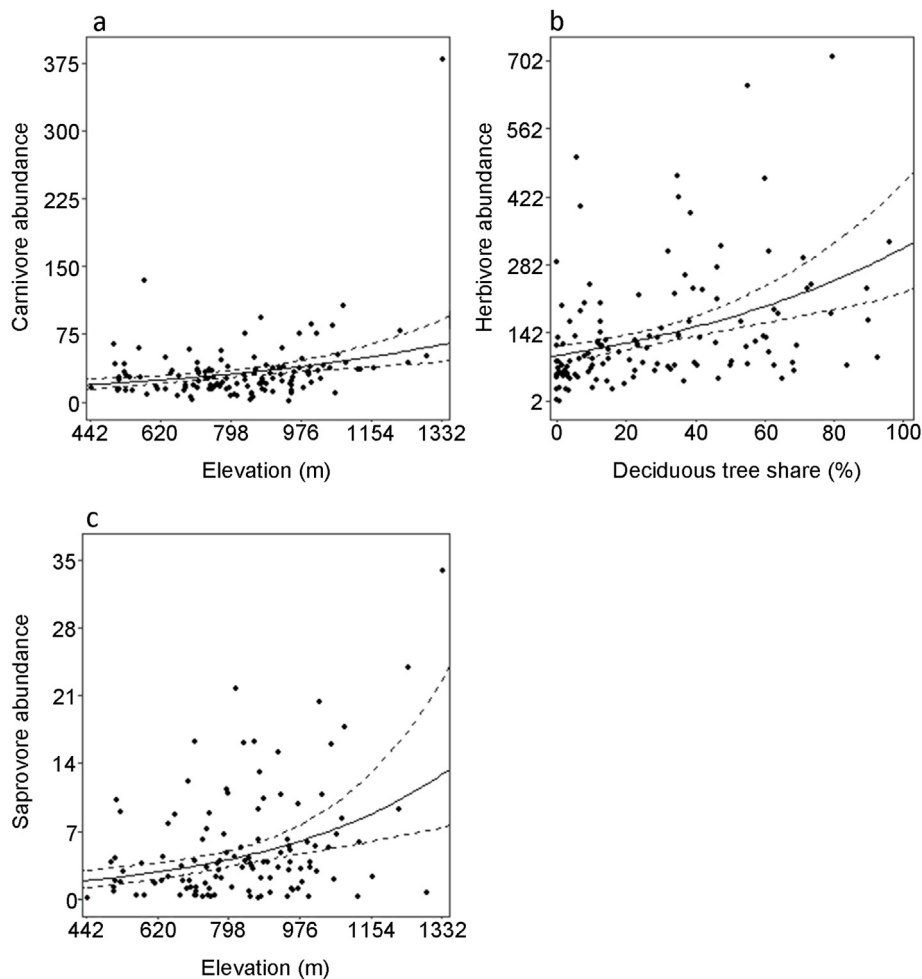 a
Carnivore abundance
375
300
225
150
75
0
442 620 798 976 1154 1332
Elevation (m)
b
Herbivore abundance
702
562
422
282
142
2
0 20 40 60 80 100
Deciduous tree share (%)
c
Saprovore abundance
35
28
21
14
7
0
442 620 798 976 1154 1332
Elevation (m)